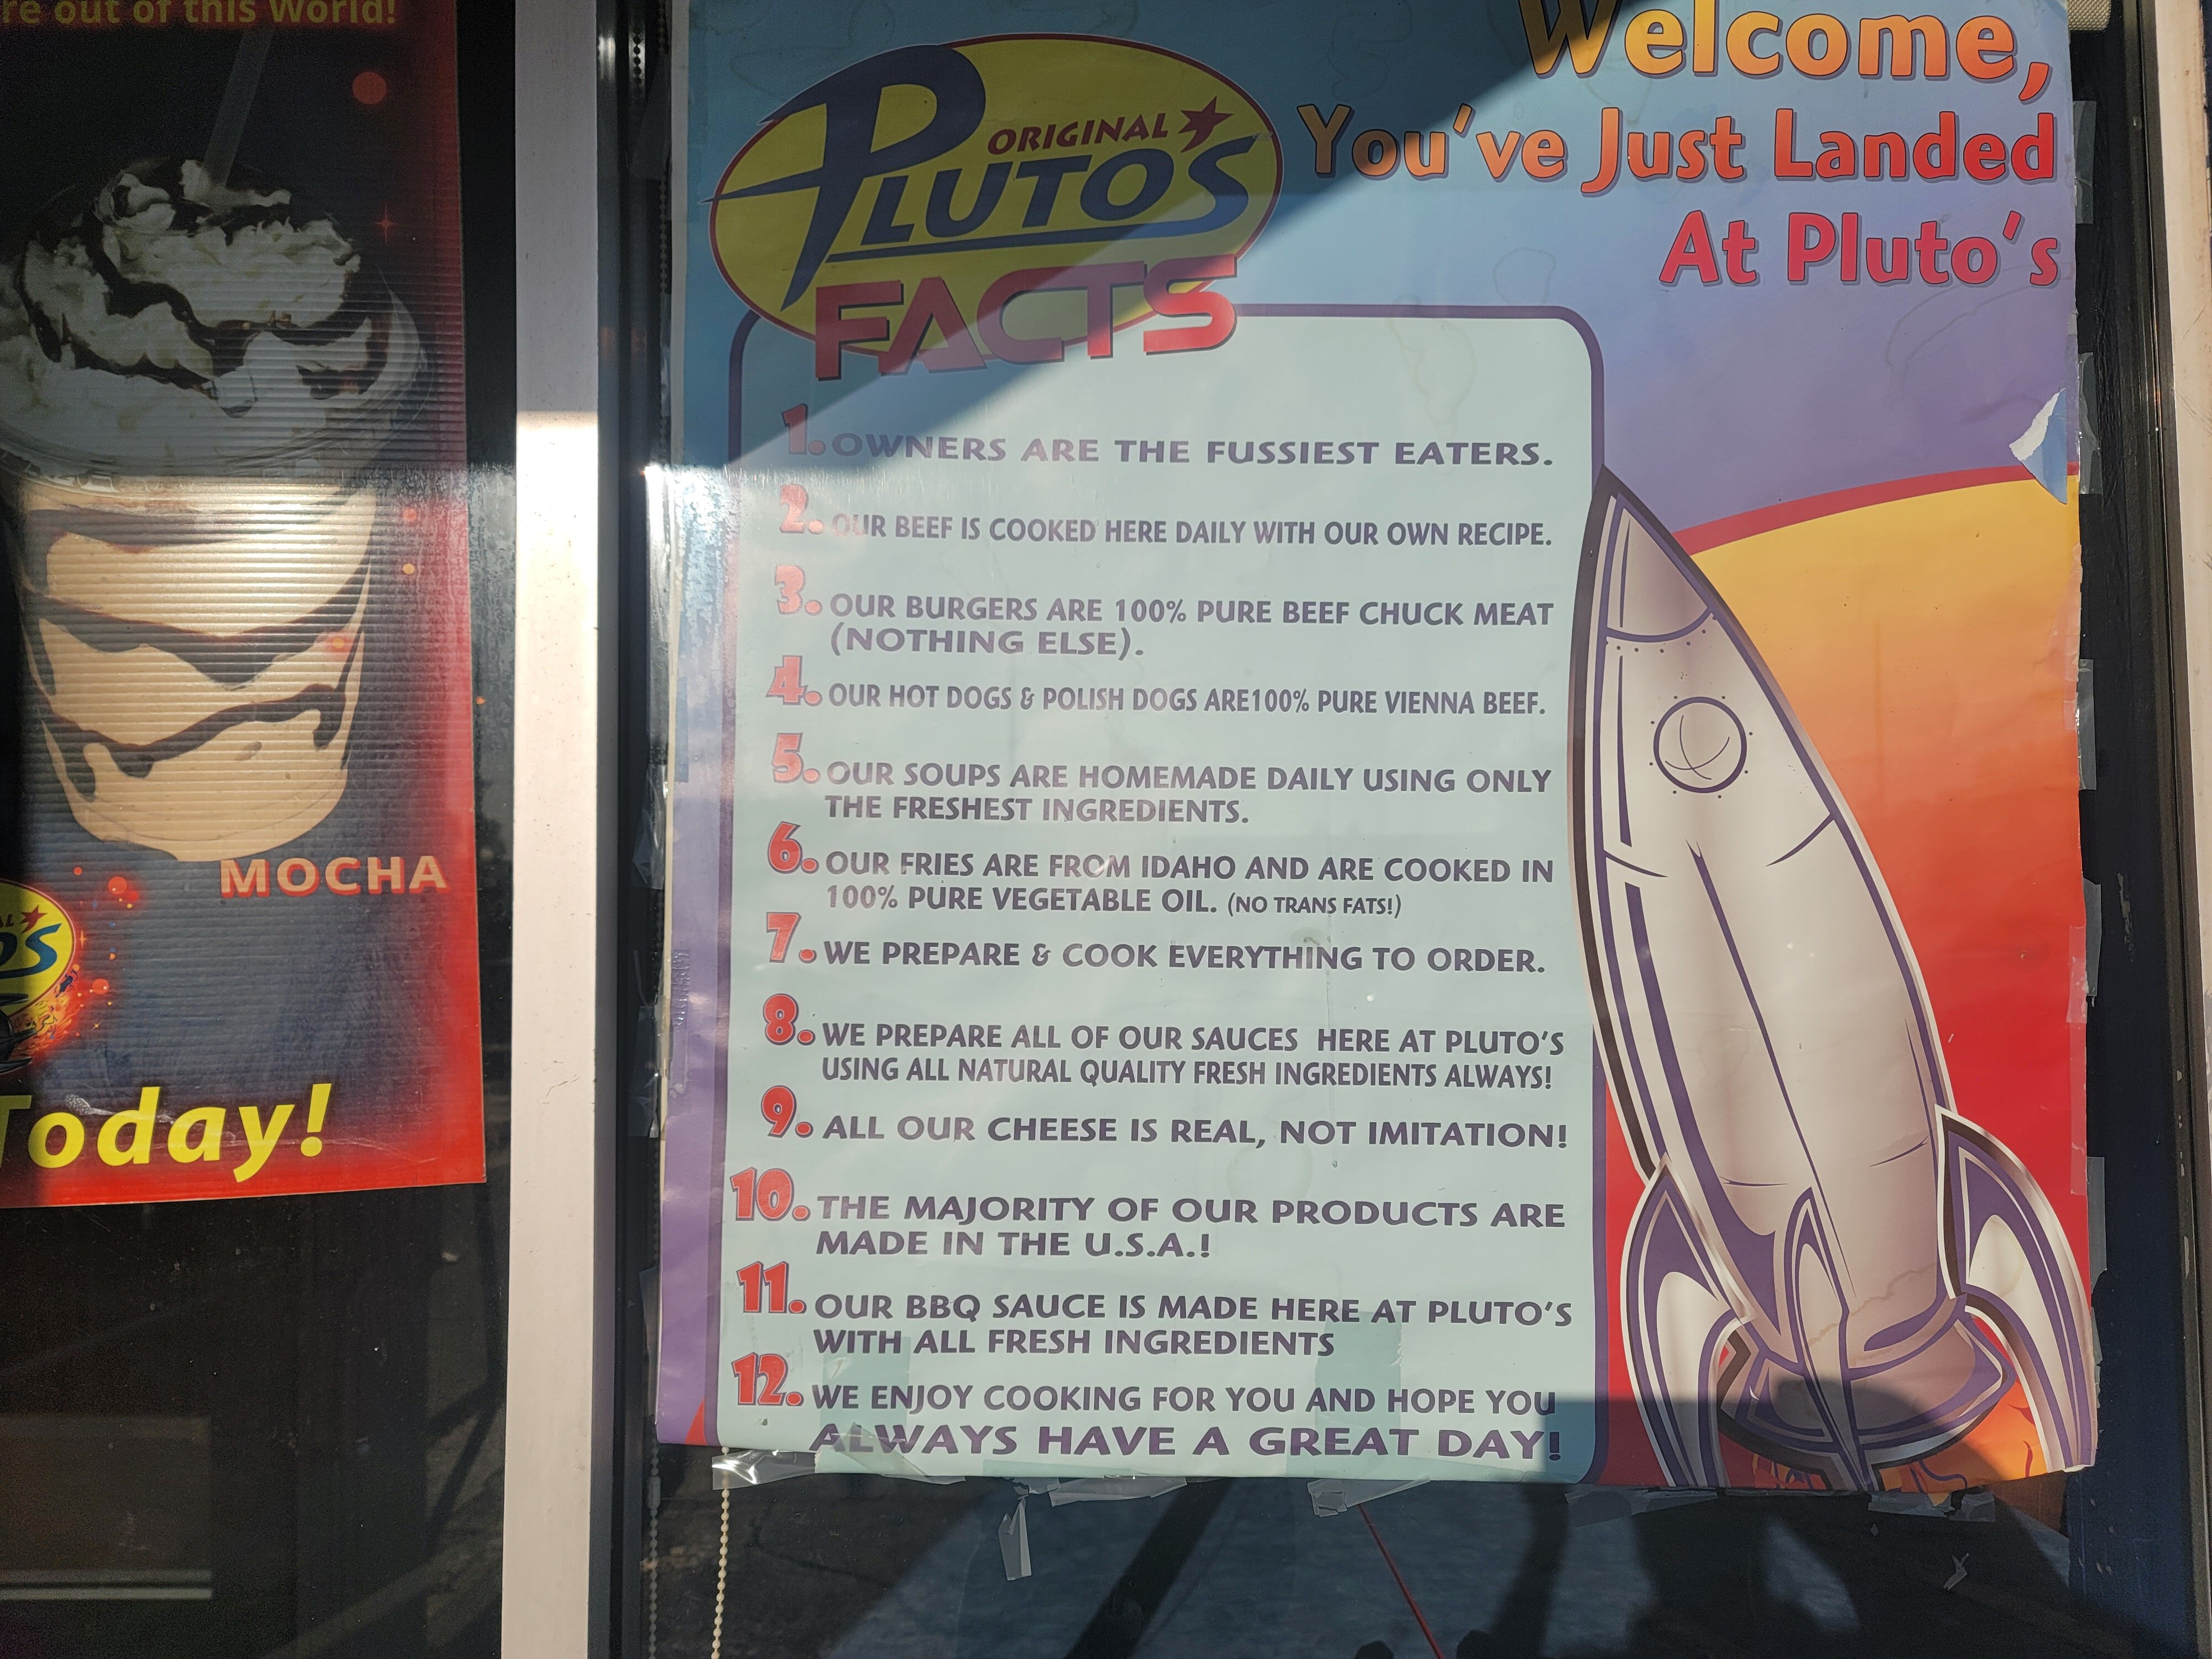 re out of this World!
MOCHA
AL
O'S
Today!
Welcome,
You've Just Landed
At Pluto's
ORIGINAL
PLUTO'S
FACTS
1. OWNERS ARE THE FUSSIEST EATERS.
2. OUR BEEF IS COOKED HERE DAILY WITH OUR OWN RECIPE.
3. OUR BURGERS ARE 100% PURE BEEF CHUCK MEAT
(NOTHING ELSE).
4. OUR HOT DOGS & POLISH DOGS ARE100% PURE VIENNA BEEF.
5. OUR SOUPS ARE HOMEMADE DAILY USING ONLY
THE FRESHEST INGREDIENTS.
6. OUR FRIES ARE FROM IDAHO AND ARE COOKED IN
100% PURE VEGETABLE OIL. (NO TRANS FATS!)
7. WE PREPARE & COOK EVERYTHING TO ORDER.
8. WE PREPARE ALL OF OUR SAUCES HERE AT PLUTO'S
USING ALL NATURAL QUALITY FRESH INGREDIENTS ALWAYS!
9. ALL OUR CHEESE IS REAL, NOT IMITATION!
10. THE MAJORITY OF OUR PRODUCTS ARE
MADE IN THE U.S.A.!
11. OUR BBQ SAUCE IS MADE HERE AT PLUTO'S
WITH ALL FRESH INGREDIENTS
12. WE ENJOY COOKING FOR YOU AND HOPE YOU
ALWAYS HAVE A GREAT DAY!